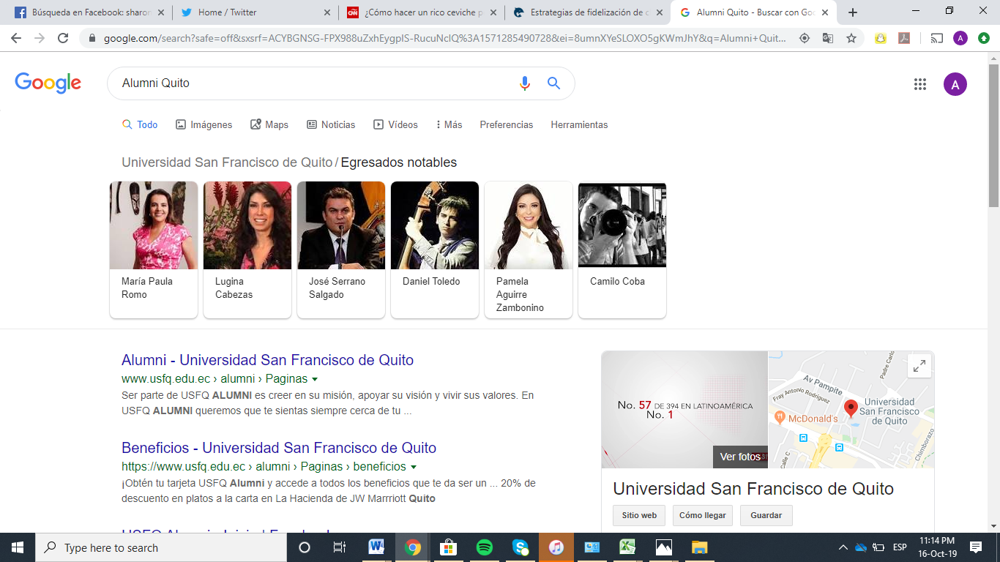 Búsqueda en Facebook: sharon
Home / Twitter
¿Cómo hacer un rico ceviche p
Estrategias de fidelización de c
Alumni Quito - Buscar con Goo
google.com/search?safe=off&sxsrf=ACYBGNSG-FPX988uZxhEygpIS-RucuNcIQ%3A1571285490728&ei=8umnXYeSLOXO5gKWmJhY&q=Alumni+Quit...
A
Google
Alumni Quito
A
Todo
Imágenes
Maps
Noticias
Vídeos
Más
Preferencias
Herramientas
Universidad San Francisco de Quito / Egresados notables
María Paula
Romo
Lugina
Cabezas
José Serrano
Salgado
Daniel Toledo
Pamela
Aguirre
Zambonino
Camilo Coba
Alumni - Universidad San Francisco de Quito
www.usfq.edu.ec › alumni › Paginas
Ser parte de USFQ ALUMNI es creer en su misión, apoyar su visión y vivir sus valores. En
USFQ ALUMNI queremos que te sientas siempre cerca de tu ...
Beneficios - Universidad San Francisco de Quito
https://www.usfq.edu.ec › alumni › Paginas › beneficios
¡Obtén tu tarjeta USFQ Alumni y accede a todos los beneficios que te da ser un ... 20% de
descuento en platos a la carta en La Hacienda de JW Marrriott Quito
No. 57 DE 394 EN LATINOAMÉRICA
No. 1
Ver fotos
Padre Carlo
Av Pampite
Fray Antonio Rodríguez
McDonald's
Universidad
San Francisco
de Quito
Chimborazo
Calle C
Universidad San Francisco de Quito
Sitio web
Cómo llegar
Guardar
Type here to search
ESP
11:14 PM
16-Oct-19